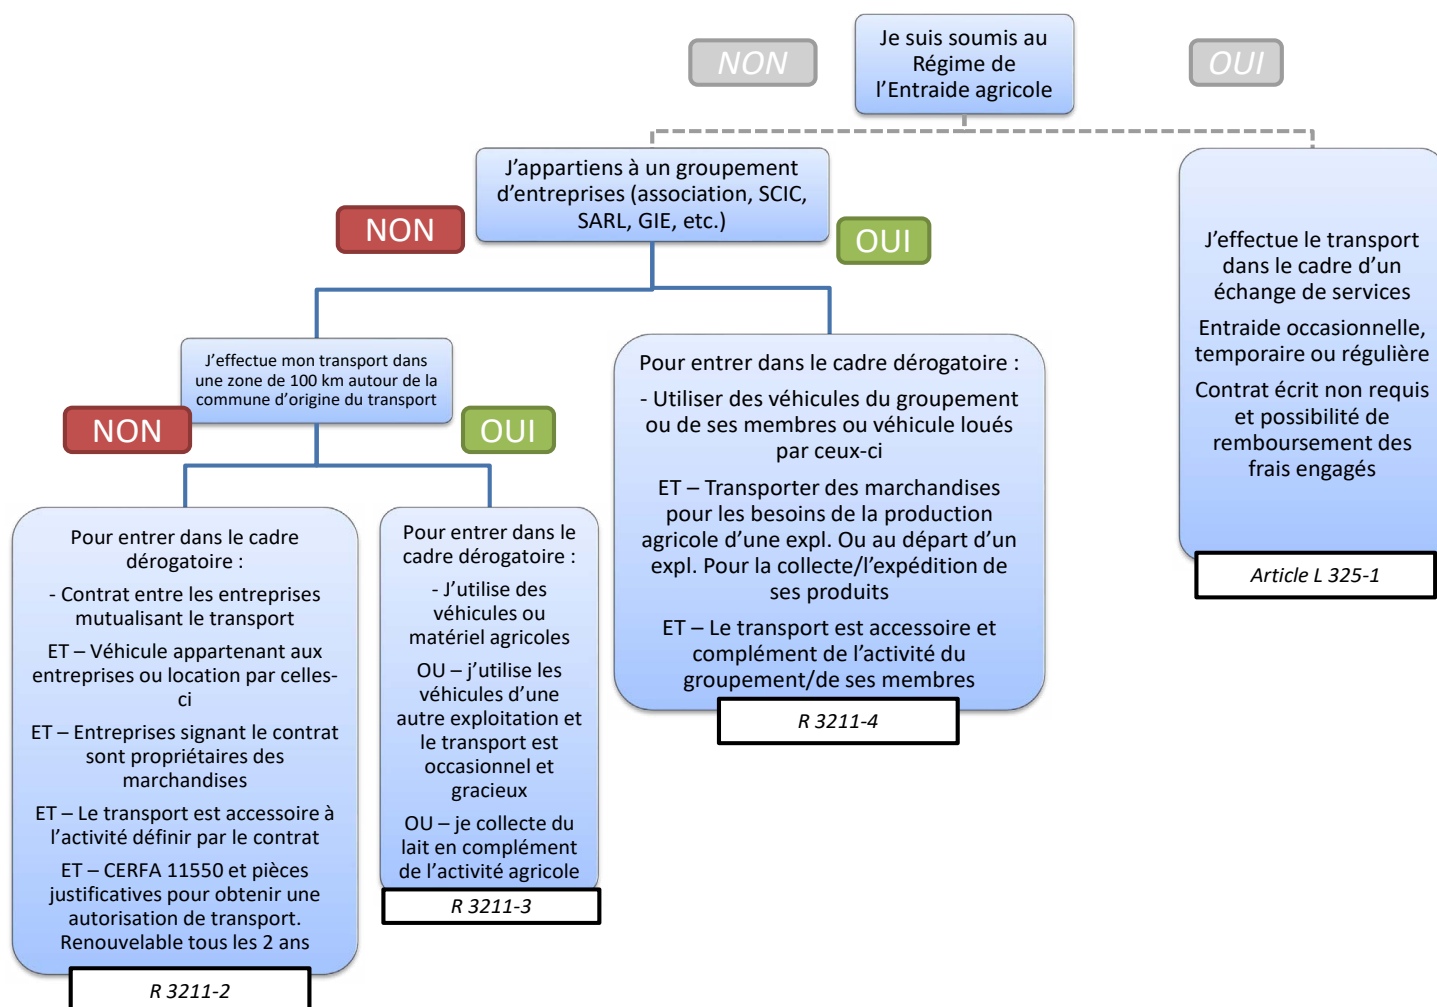 Je suis soumis au
Régime de
l’Entraide agricole
NON
OUI
J’appartiens à un groupement
d’entreprises (association, SCIC,
SARL, GIE, etc.)
NON
OUI
J’effectue le transport
dans le cadre d’un
échange de services
Entraide occasionnelle,
temporaire ou régulière
Contrat écrit non requis
et possibilité de
remboursement des
frais engagés
Article L 325-1
J’effectue mon transport dans
une zone de 100 km autour de la
commune d’origine du transport
NON
OUI
Pour entrer dans le cadre dérogatoire :
- Utiliser des véhicules du groupement
ou de ses membres ou véhicule loués
par ceux-ci
ET – Transporter des marchandises
pour les besoins de la production
agricole d’une expl. Ou au départ d’un
expl. Pour la collecte/l’expédition de
ses produits
ET – Le transport est accessoire et
complément de l’activité du
groupement/de ses membres
R 3211-4
Pour entrer dans le cadre
dérogatoire :
- Contrat entre les entreprises
mutualisant le transport
ET – Véhicule appartenant aux
entreprises ou location par celles-
ci
ET – Entreprises signant le contrat
sont propriétaires des
marchandises
ET – Le transport est accessoire à
l’activité définir par le contrat
ET – CERFA 11550 et pièces
justificatives pour obtenir une
autorisation de transport.
Renouvelable tous les 2 ans
R 3211-2
Pour entrer dans le
cadre dérogatoire :
- J’utilise des
véhicules ou
matériel agricoles
OU – j’utilise les
véhicules d’une
autre exploitation et
le transport est
occasionnel et
gracieux
OU – je collecte du
lait en complément
de l’activité agricole
R 3211-3